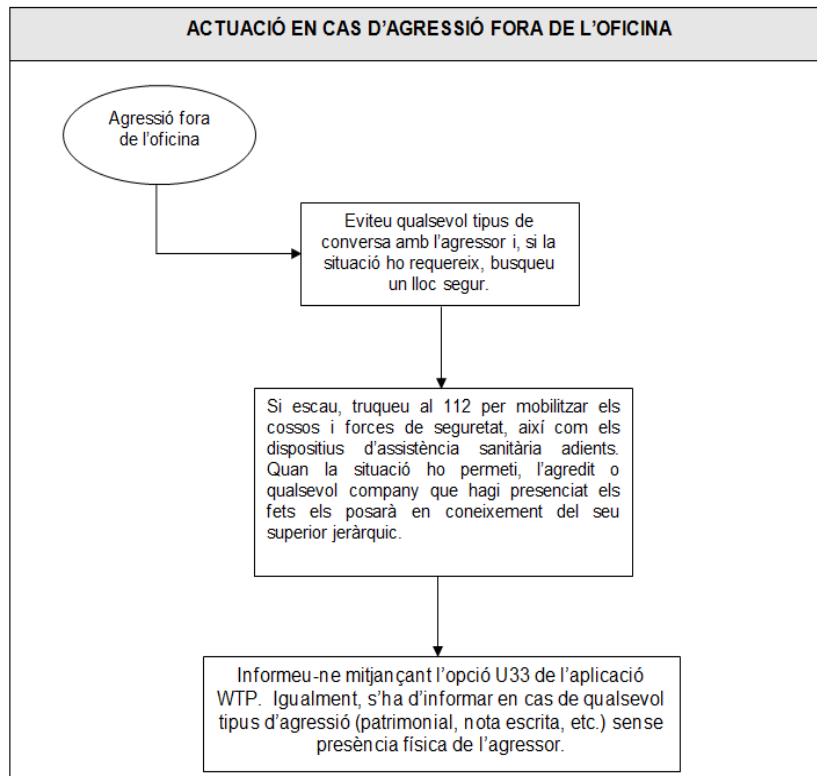 ACTUACIÓ EN CAS D'AGRESSIÓ FORA DE L'OFICINA
Agressió fora
de l'oficina
Eviteu qualsevol tipus de
conversa amb l'agressor i, si la
situació ho requereix, busqueu
un lloc segur.
Si escau, truqueu al 112 per mobilitzar els
cossos i forces de seguretat, així com els
dispositius d'assistència sanitària adients.
Quan la situació ho permeti, l'agredit o
qualsevol company que hagi presenciat els
fets els posarà en coneixement del seu
superior jeràrquic.
Informeu-ne mitjançant l'opció U33 de l'aplicació
WTP. Igualment, s'ha d'informar en cas de qualsevol
tipus d'agressió (patrimonial, nota escrita, etc.) sense
presència física de l'agressor.